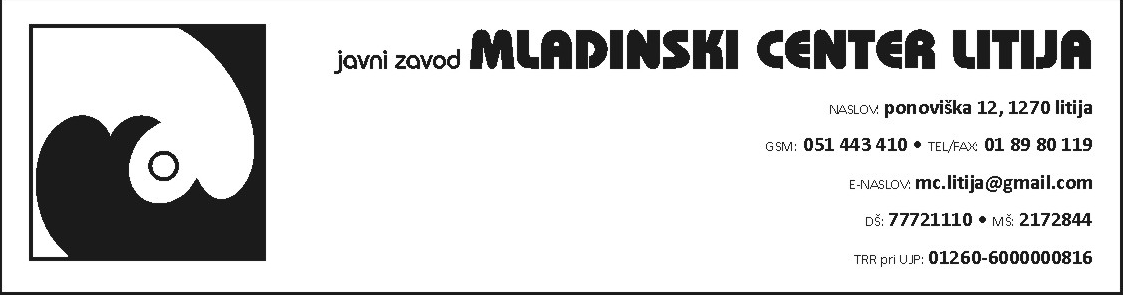 javni zavod MLADINSKI CENTER LITIJA
NASLOV: ponoviška 12, 1270 litija
GSM: 051 443 410 • TEL/FAX: 01 89 80 119
E-NASLOV: mc.litija@gmail.com
DŠ: 77721110 • MŠ: 2172844
TRR pri UJP: 01260-6000000816